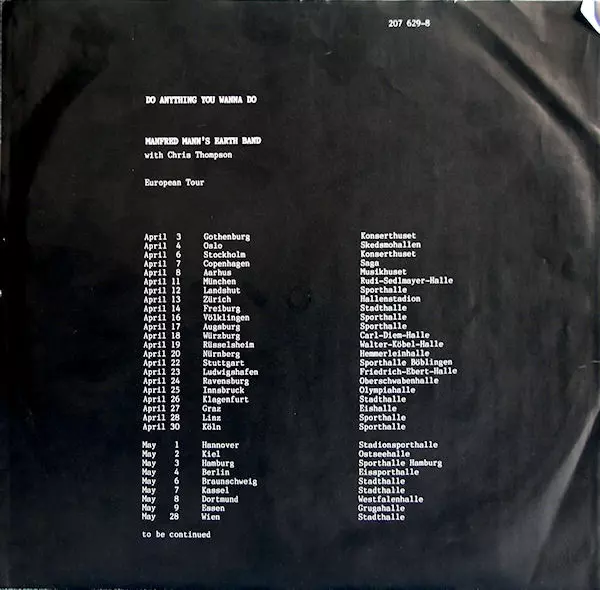 207 629-8
DO ANYTHING YOU WANNA DO
MANFRED MANN'S EARTH BAND
with Chris Thompson
European Tour
April 3 Gothenburg Konserthuset
April 4 Oslo Skedsmohallen
April 6 Stockholm Konserthuset
April 7 Copenhagen Saga
April 8 Aarhus Musikhuset
April 11 München Rudi-Sedlmayer-Halle
April 12 Landshut Sporthalle
April 13 Zürich Hallenstadion
April 14 Freiburg Stadthalle
April 16 Völklingen Sporthalle
April 17 Augsburg Sporthalle
April 18 Würzburg Carl-Diem-Halle
April 19 Rüsselsheim Walter-Köbel-Halle
April 20 Nürnberg Hemmerleinhalle
April 22 Stuttgart Sporthalle Böblingen
April 23 Ludwigshafen Friedrich-Ebert-Halle
April 24 Ravensburg Oberschwabenhalle
April 25 Innsbruck Olympiahalle
April 26 Klagenfurt Stadthalle
April 27 Graz Eishalle
April 28 Linz Sporthalle
April 30 Köln Sporthalle
May 1 Hannover Stadionsporthalle
May 2 Kiel Ostseehalle
May 3 Hamburg Sporthalle Hamburg
May 4 Berlin Eissporthalle
May 6 Braunschweig Stadthalle
May 7 Kassel Stadthalle
May 8 Dortmund Westfalenhalle
May 9 Essen Grugahalle
May 28 Wien Stadthalle
to be continued